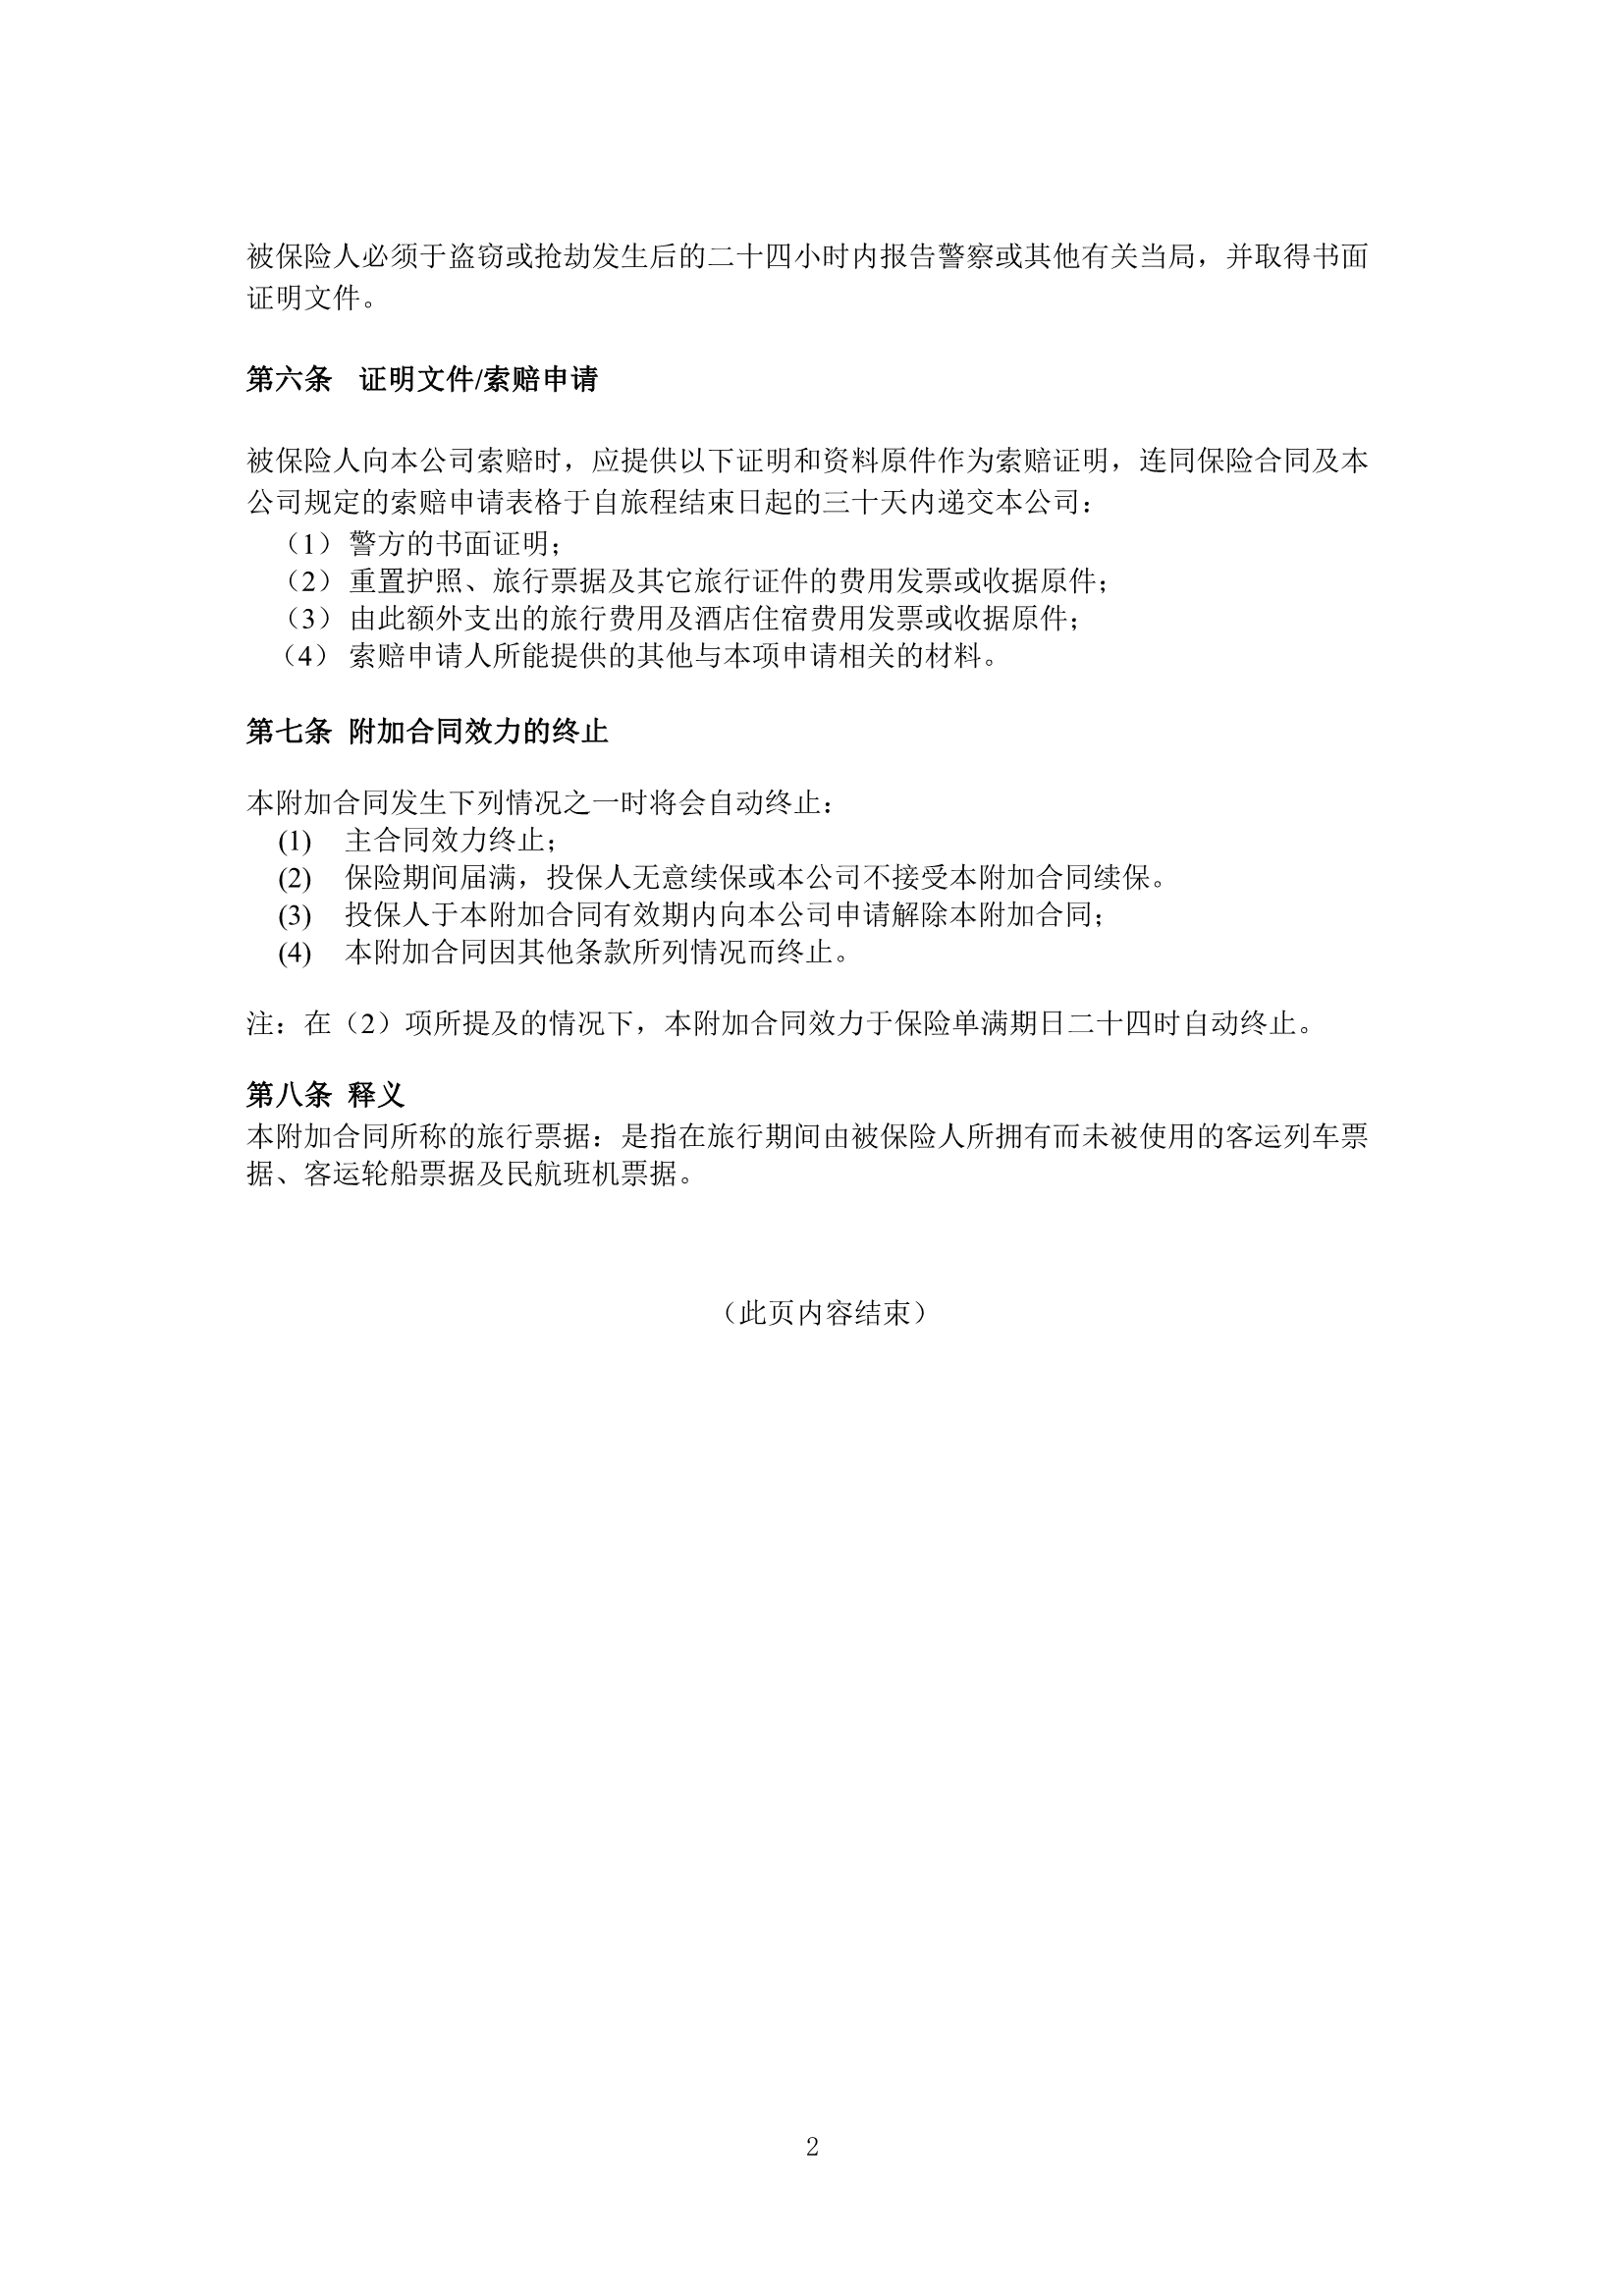 被保险人必须于盗窃或抢劫发生后的二十四小时内报告警察或其他有关当局，并取得书面
证明文件。
第六条 证明文件/索赔申请
被保险人向本公司索赔时，应提供以下证明和资料原件作为索赔证明，连同保险合同及本
公司规定的索赔申请表格于自旅程结束日起的三十天内递交本公司：
（1） 警方的书面证明；
（2） 重置护照、旅行票据及其它旅行证件的费用发票或收据原件；
（3） 由此额外支出的旅行费用及酒店住宿费用发票或收据原件；
（4） 索赔申请人所能提供的其他与本项申请相关的材料。
第七条 附加合同效力的终止
本附加合同发生下列情况之一时将会自动终止：
(1) 主合同效力终止；
(2) 保险期间届满，投保人无意续保或本公司不接受本附加合同续保。
(3) 投保人于本附加合同有效期内向本公司申请解除本附加合同；
(4) 本附加合同因其他条款所列情况而终止。
注：在（2）项所提及的情况下，本附加合同效力于保险单满期日二十四时自动终止。
第八条 释义
本附加合同所称的旅行票据：是指在旅行期间由被保险人所拥有而未被使用的客运列车票
据、客运轮船票据及民航班机票据。
（此页内容结束）
2